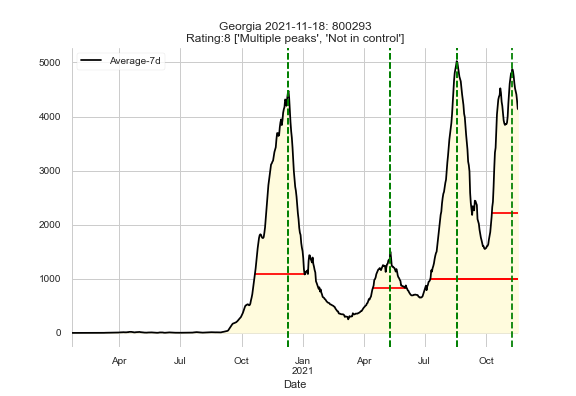 Georgia 2021-11-18: 800293
Rating:8 ['Multiple peaks', 'Not in control']
Average-7d
5000
4000
3000
2000
1000
0
Apr Jul Oct Jan Apr Jul Oct
2021
Date